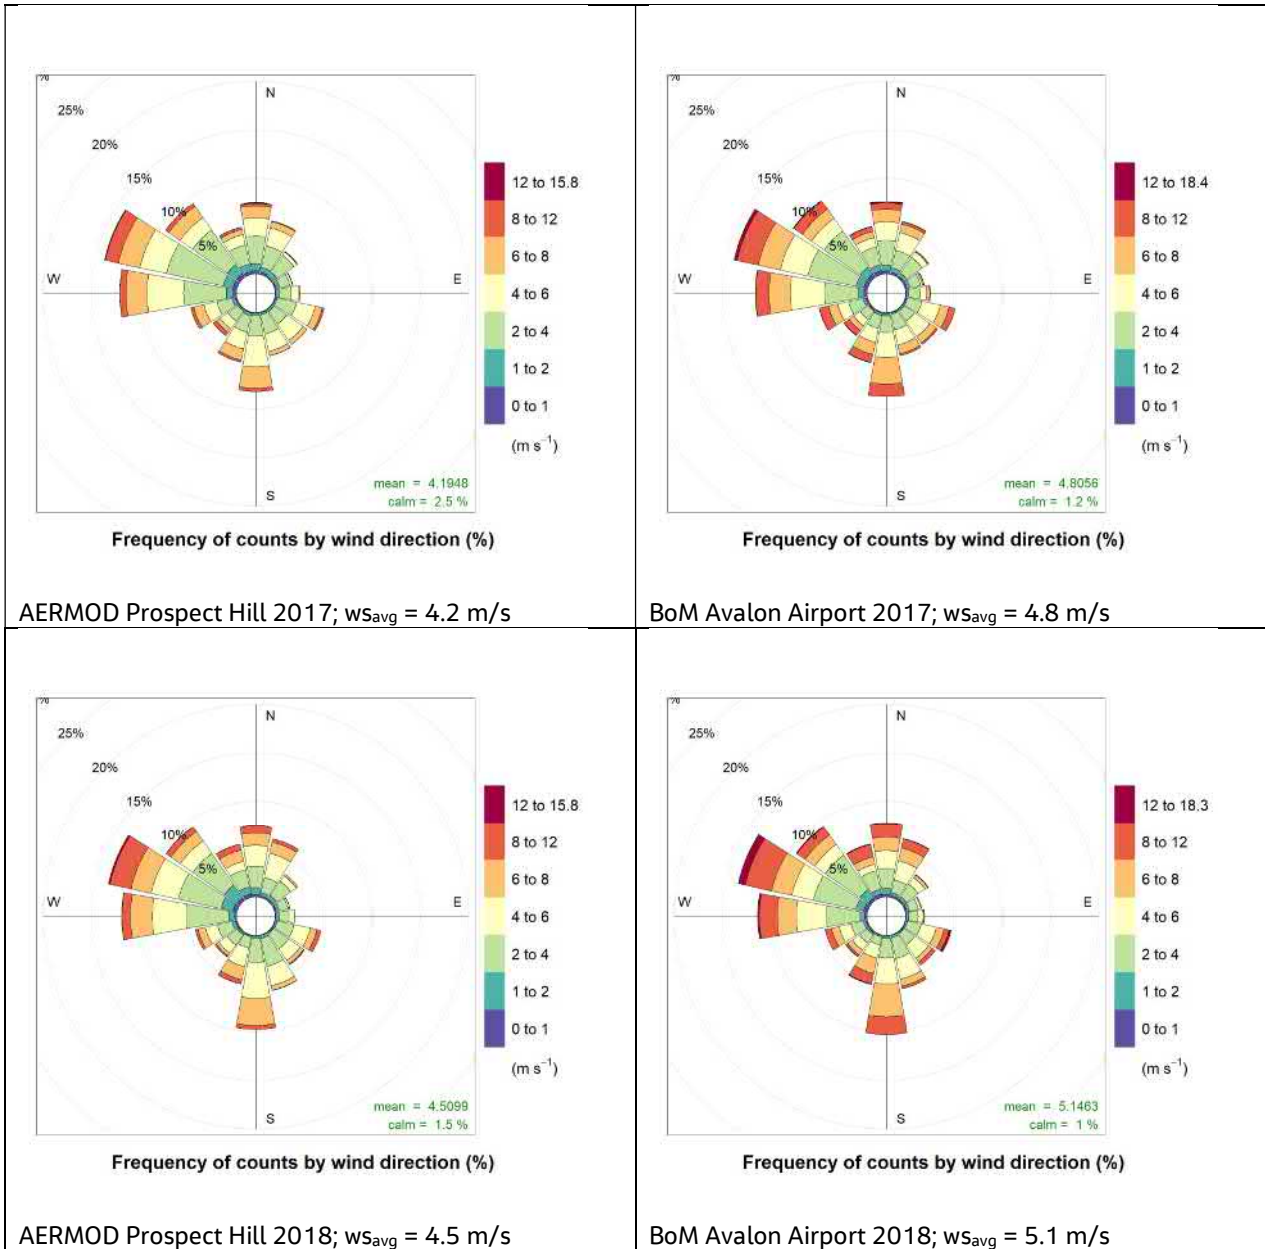 %
25%
20%
15%
10%
5%
N
W
E
S
12 to 15.8
8 to 12
6 to 8
4 to 6
2 to 4
1 to 2
0 to 1
(m s⁻¹)
mean = 4.1948
calm = 2.5 %
Frequency of counts by wind direction (%)
AERMOD Prospect Hill 2017; wsavg = 4.2 m/s
%
25%
20%
15%
10%
5%
N
W
E
S
12 to 18.4
8 to 12
6 to 8
4 to 6
2 to 4
1 to 2
0 to 1
(m s⁻¹)
mean = 4.8056
calm = 1.2 %
Frequency of counts by wind direction (%)
BoM Avalon Airport 2017; wsavg = 4.8 m/s
%
25%
20%
15%
10%
5%
N
W
E
S
12 to 15.8
8 to 12
6 to 8
4 to 6
2 to 4
1 to 2
0 to 1
(m s⁻¹)
mean = 4.5099
calm = 1.5 %
Frequency of counts by wind direction (%)
AERMOD Prospect Hill 2018; wsavg = 4.5 m/s
%
25%
20%
15%
10%
5%
N
W
E
S
12 to 18.3
8 to 12
6 to 8
4 to 6
2 to 4
1 to 2
0 to 1
(m s⁻¹)
mean = 5.1463
calm = 1 %
Frequency of counts by wind direction (%)
BoM Avalon Airport 2018; wsavg = 5.1 m/s